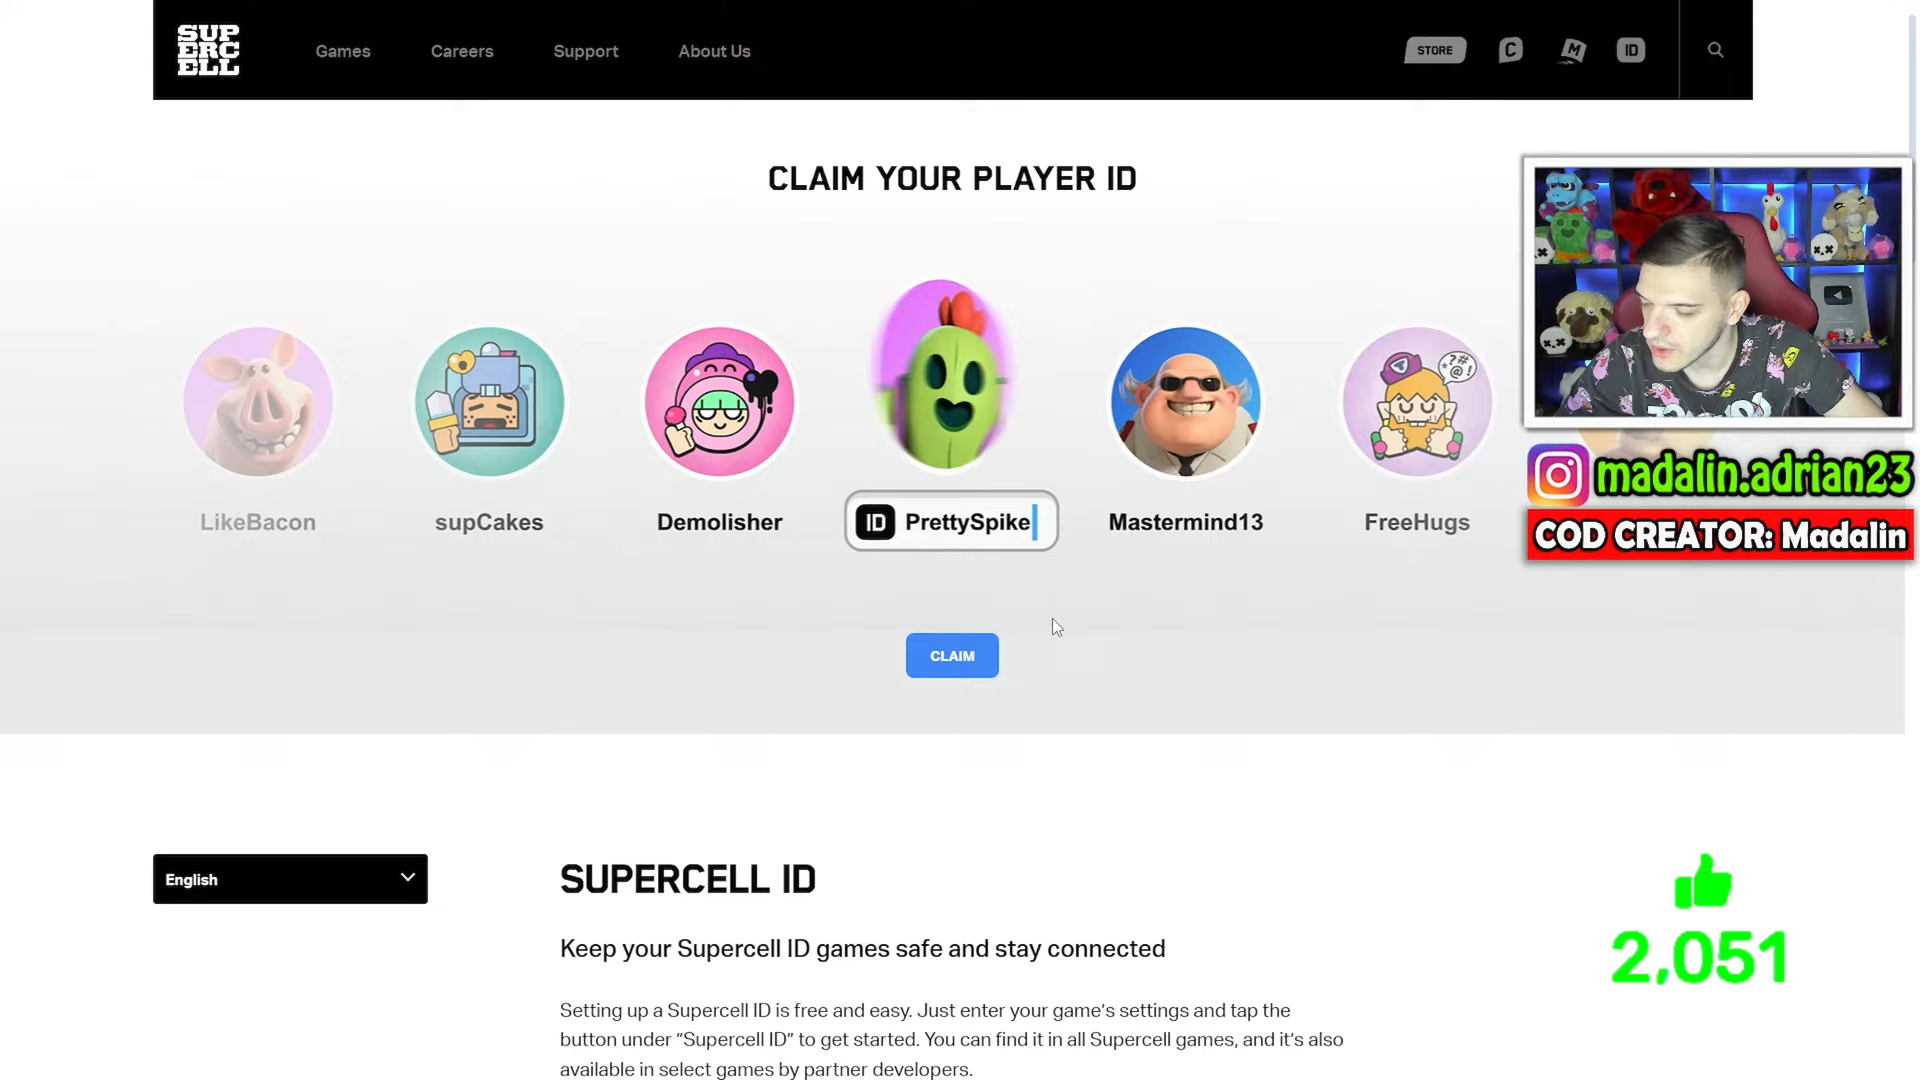 SUP
ERC
ELL
Games
Careers
Support
About Us
STORE
C
M
ID
CLAIM YOUR PLAYER ID
LikeBacon
supCakes
Demolisher
ID PrettySpike
Mastermind13
?#
*@!
FreeHugs
madalin.adrian23
COD CREATOR: Madalin
CLAIM
English
SUPERCELL ID
Keep your Supercell ID games safe and stay connected
Setting up a Supercell ID is free and easy. Just enter your game's settings and tap the
button under "Supercell ID" to get started. You can find it in all Supercell games, and it's also
available in select games by partner developers.
2,051